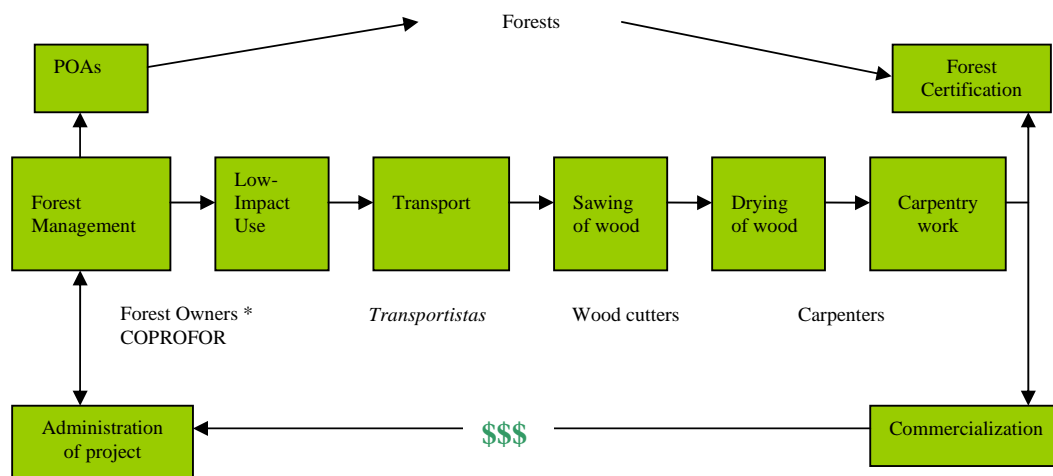 Forests
POAs
Forest
Certification
Forest
Management
Low-
Impact
Use
Transport
Sawing
of wood
Drying
of wood
Carpentry
work
Forest Owners *
COPROFOR
Transportistas
Wood cutters
Carpenters
Administration
of project
$$$
Commercialization